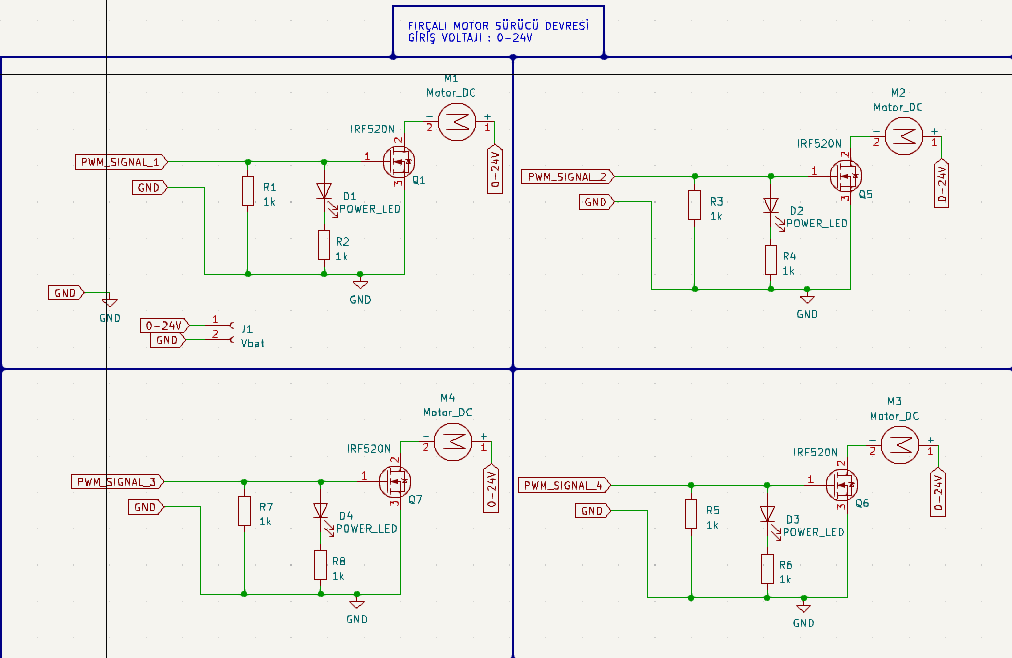 FIRÇALI MOTOR SÜRÜCÜ DEVRESİ
GİRİŞ VOLTAJI : 0-24V
M1
Motor_DC
IRF520N
- +
2 1
2
PWM_SIGNAL_1
1
3
Q1
0-24V
GND
R1
1k
D1
POWER_LED
R2
1k
GND
GND
GND
0-24V
1
J1
GND
2
Vbat
M2
Motor_DC
IRF520N
- +
2 1
2
PWM_SIGNAL_2
1
3
Q5
0-24V
GND
R3
1k
D2
POWER_LED
R4
1k
GND
M4
Motor_DC
IRF520N
- +
2 1
2
PWM_SIGNAL_3
1
3
Q7
0-24V
GND
R7
1k
D4
POWER_LED
R8
1k
GND
M3
Motor_DC
IRF520N
- +
2 1
2
PWM_SIGNAL_4
1
3
Q6
0-24V
GND
R5
1k
D3
POWER_LED
R6
1k
GND